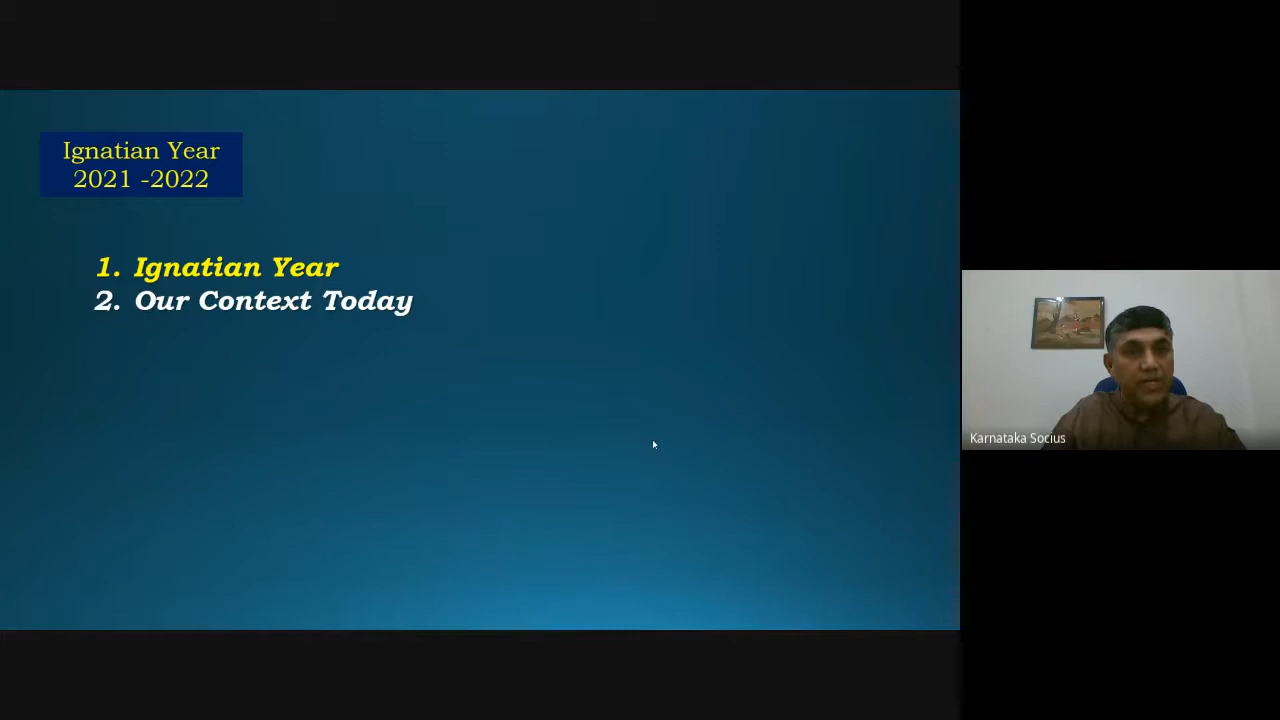 Ignatian Year
2021 -2022
1. Ignatian Year
2. Our Context Today
Karnataka Socius